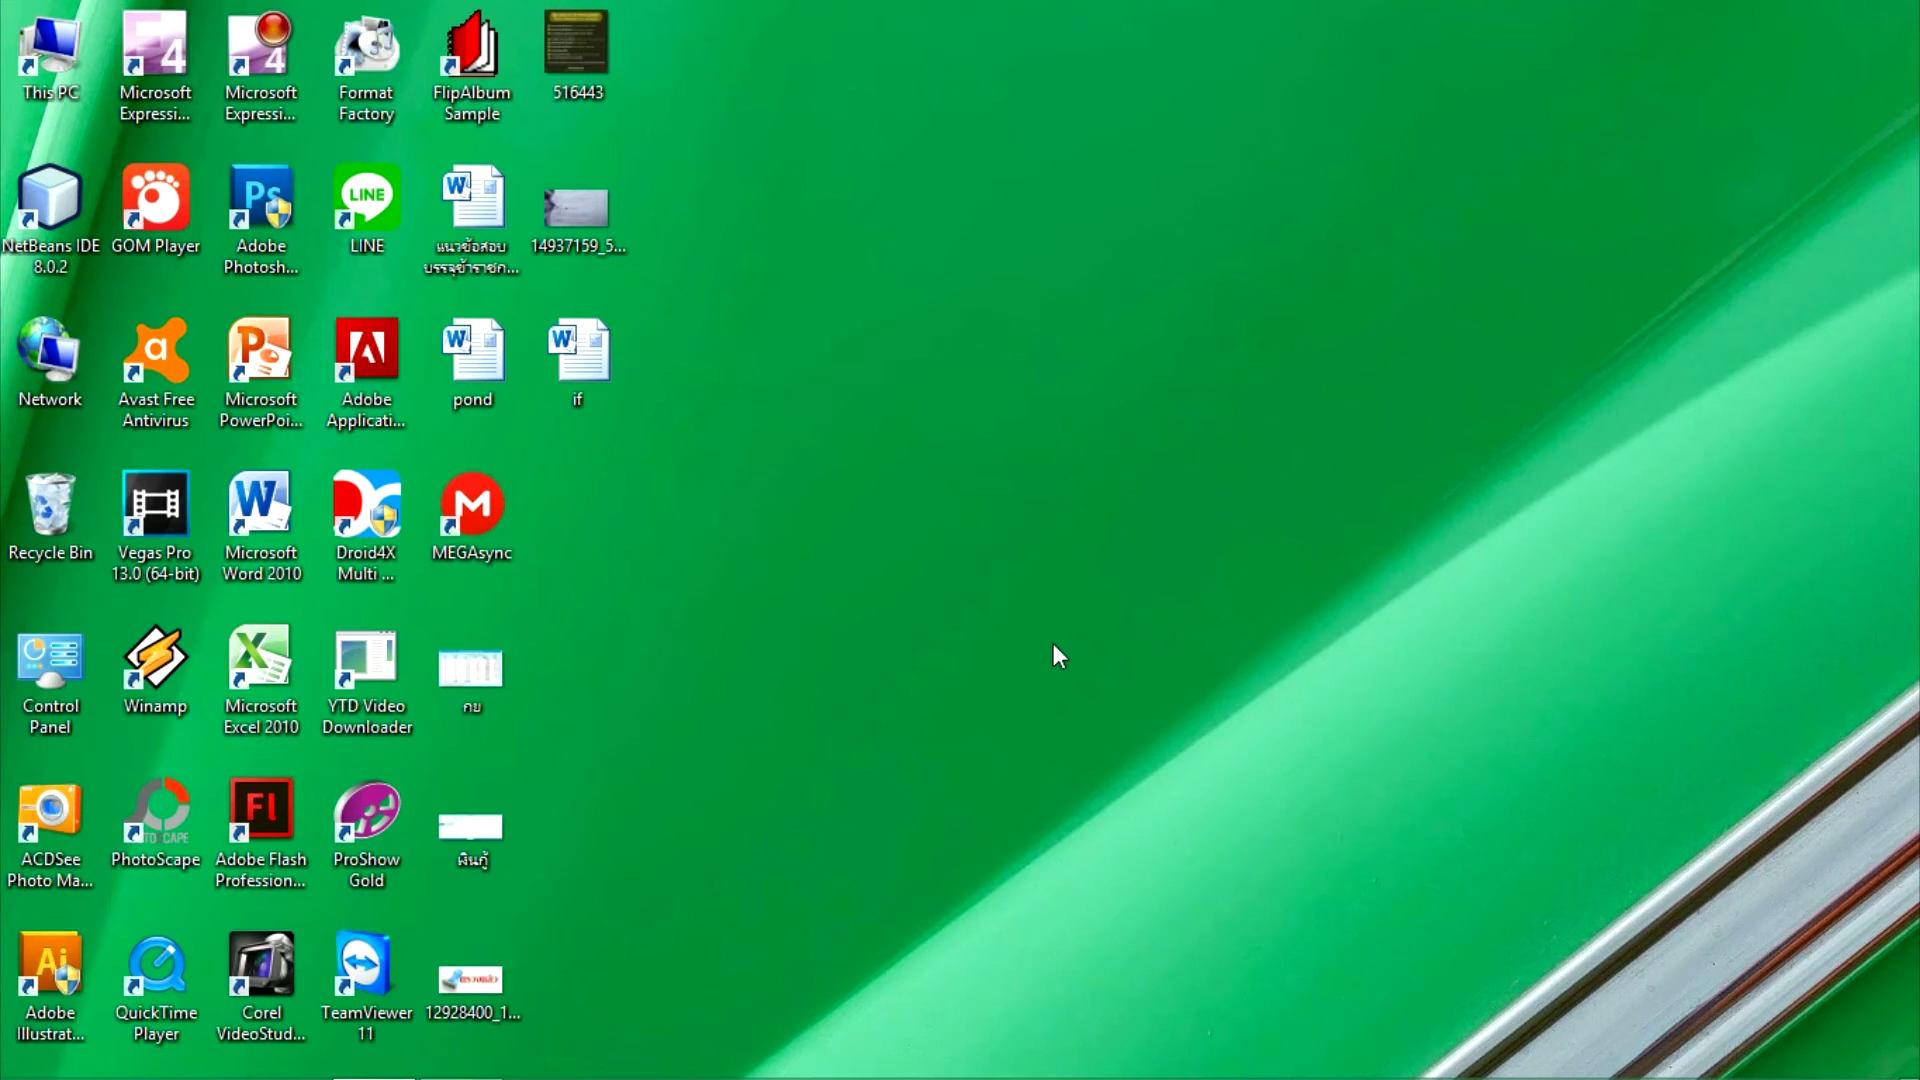 This PC
Microsoft
Expressi...
Microsoft
Expressi...
Format
Factory
FlipAlbum
Sample
516443
NetBeans IDE
8.0.2
GOM Player
Adobe
Photosh...
LINE
แนวข้อสอบ
บรรจุข้าราชก...
14937159_5...
Network
Avast Free
Antivirus
Microsoft
PowerPoi...
Adobe
Applicati...
pond
if
Recycle Bin
Vegas Pro
13.0 (64-bit)
Microsoft
Word 2010
Droid4X
Multi ...
MEGAsync
Control
Panel
Winamp
Microsoft
Excel 2010
YTD Video
Downloader
กย
ACDSee
Photo Ma...
PhotoScape
Adobe Flash
Profession...
ProShow
Gold
เงินกู้
Adobe
Illustrat...
QuickTime
Player
Corel
VideoStud...
TeamViewer
11
12928400_1...